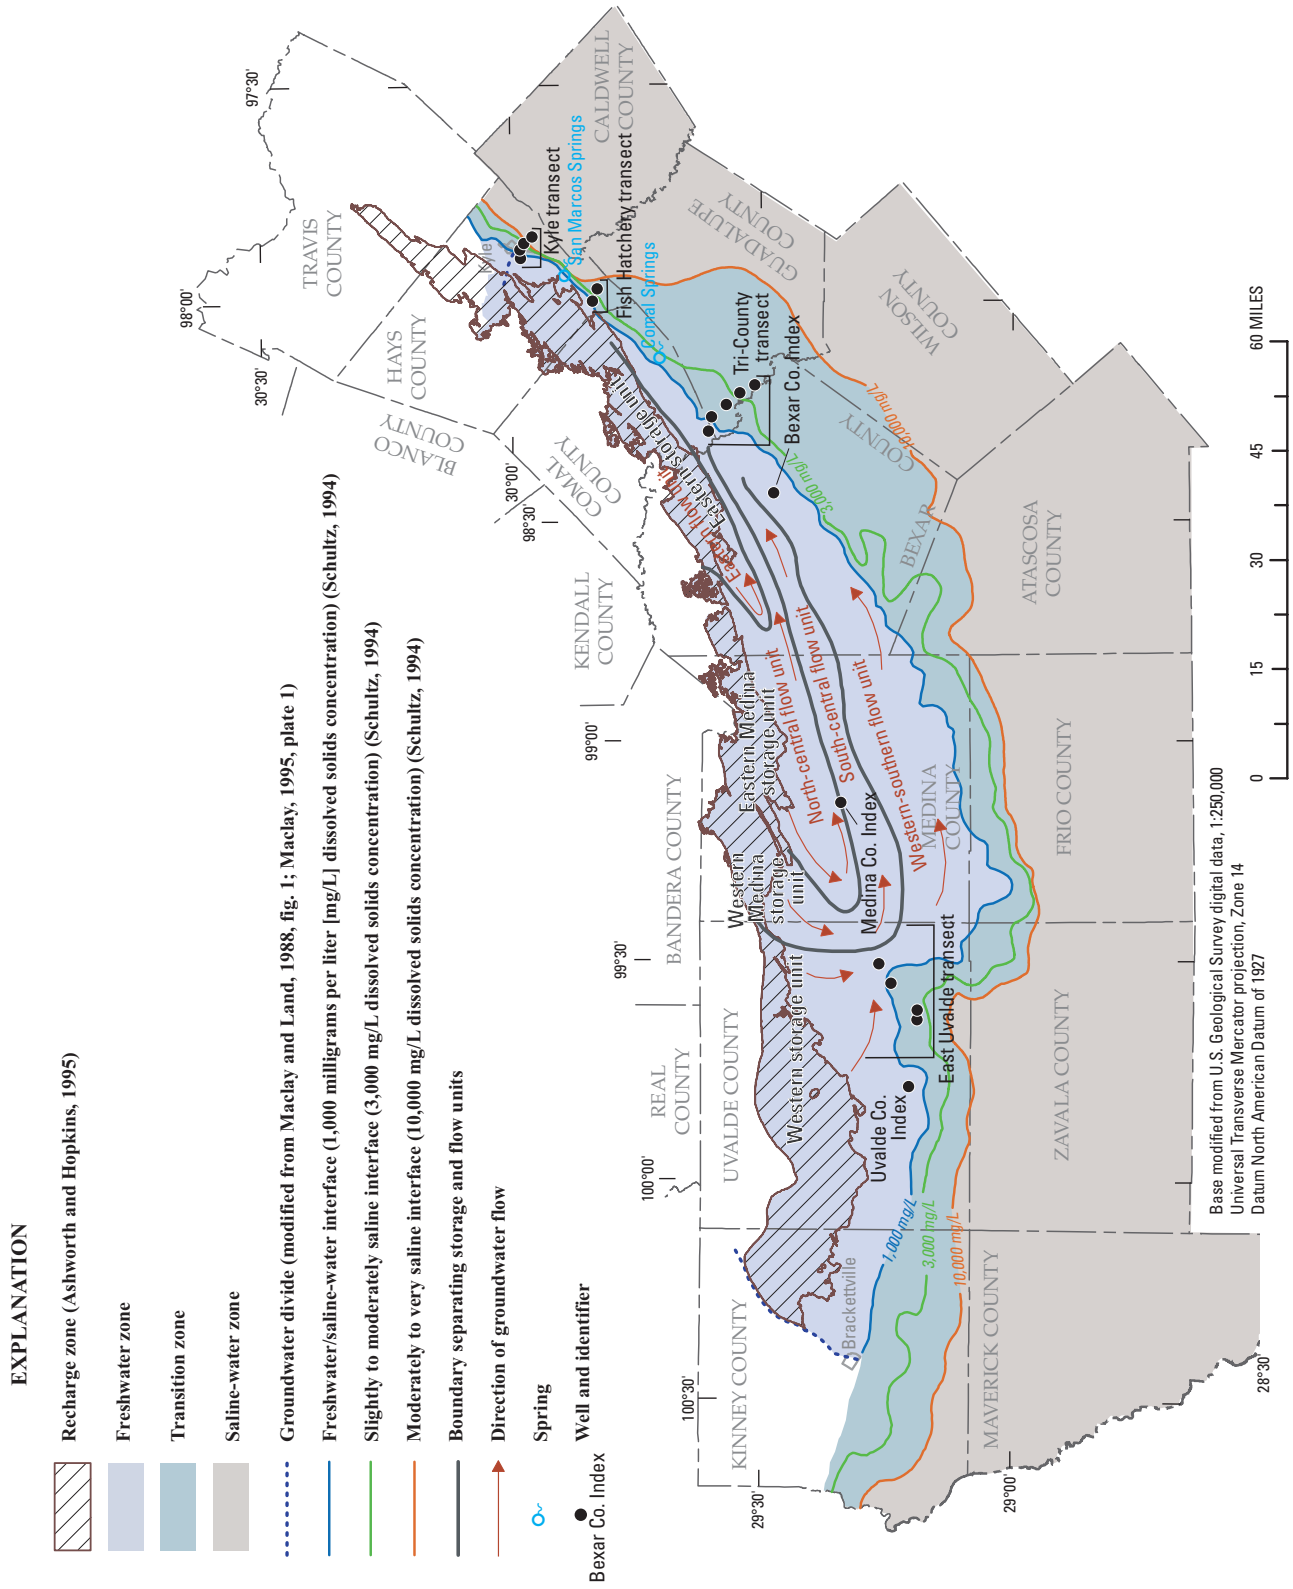 EXPLANATION
Recharge zone (Ashworth and Hopkins, 1995)
Freshwater zone
Transition zone
Saline-water zone
Groundwater divide (modified from Maclay and Land, 1988, fig. 1; Maclay, 1995, plate 1)
Freshwater/saline-water interface (1,000 milligrams per liter [mg/L] dissolved solids concentration) (Schultz, 1994)
Slightly to moderately saline interface (3,000 mg/L dissolved solids concentration) (Schultz, 1994)
Moderately to very saline interface (10,000 mg/L dissolved solids concentration) (Schultz, 1994)
Boundary separating storage and flow units
Direction of groundwater flow
Spring
Well and identifier
Bexar Co. Index
100°30'
100°00'
99°30'
99°00'
98°30'
30°00'
30°30'
98°00'
97°30'
29°30'
29°00'
28°30'
KINNEY COUNTY
REAL
COUNTY
UVALDE COUNTY
BANDERA COUNTY
KENDALL
COUNTY
COMAL
COUNTY
BLANCO
COUNTY
HAYS
COUNTY
TRAVIS
COUNTY
CALDWELL
COUNTY
GUADALUPE
COUNTY
WILSON
COUNTY
BEXAR
COUNTY
ATASCOSA
COUNTY
MEDINA
COUNTY
FRIO COUNTY
ZAVALA COUNTY
MAVERICK COUNTY
Brackettville
Kyle
Western storage unit
Western
Medina
storage
unit
Eastern Medina
storage unit
Eastern storage unit
Eastern storage unit
Eastern flow unit
Eastern flow unit
North-central flow unit
South-central flow unit
Western-southern flow unit
Uvalde Co.
Index
East Uvalde transect
Medina Co. Index
Bexar Co. Index
Tri-County
transect
Comal Springs
Fish Hatchery transect
San Marcos Springs
Kyle transect
1,000 mg/L
3,000 mg/L
10,000 mg/L
3,000 mg/L
10,000 mg/L
Base modified from U.S. Geological Survey digital data, 1:250,000
Universal Transverse Mercator projection, Zone 14
Datum North American Datum of 1927
0
15
30
45
60 MILES